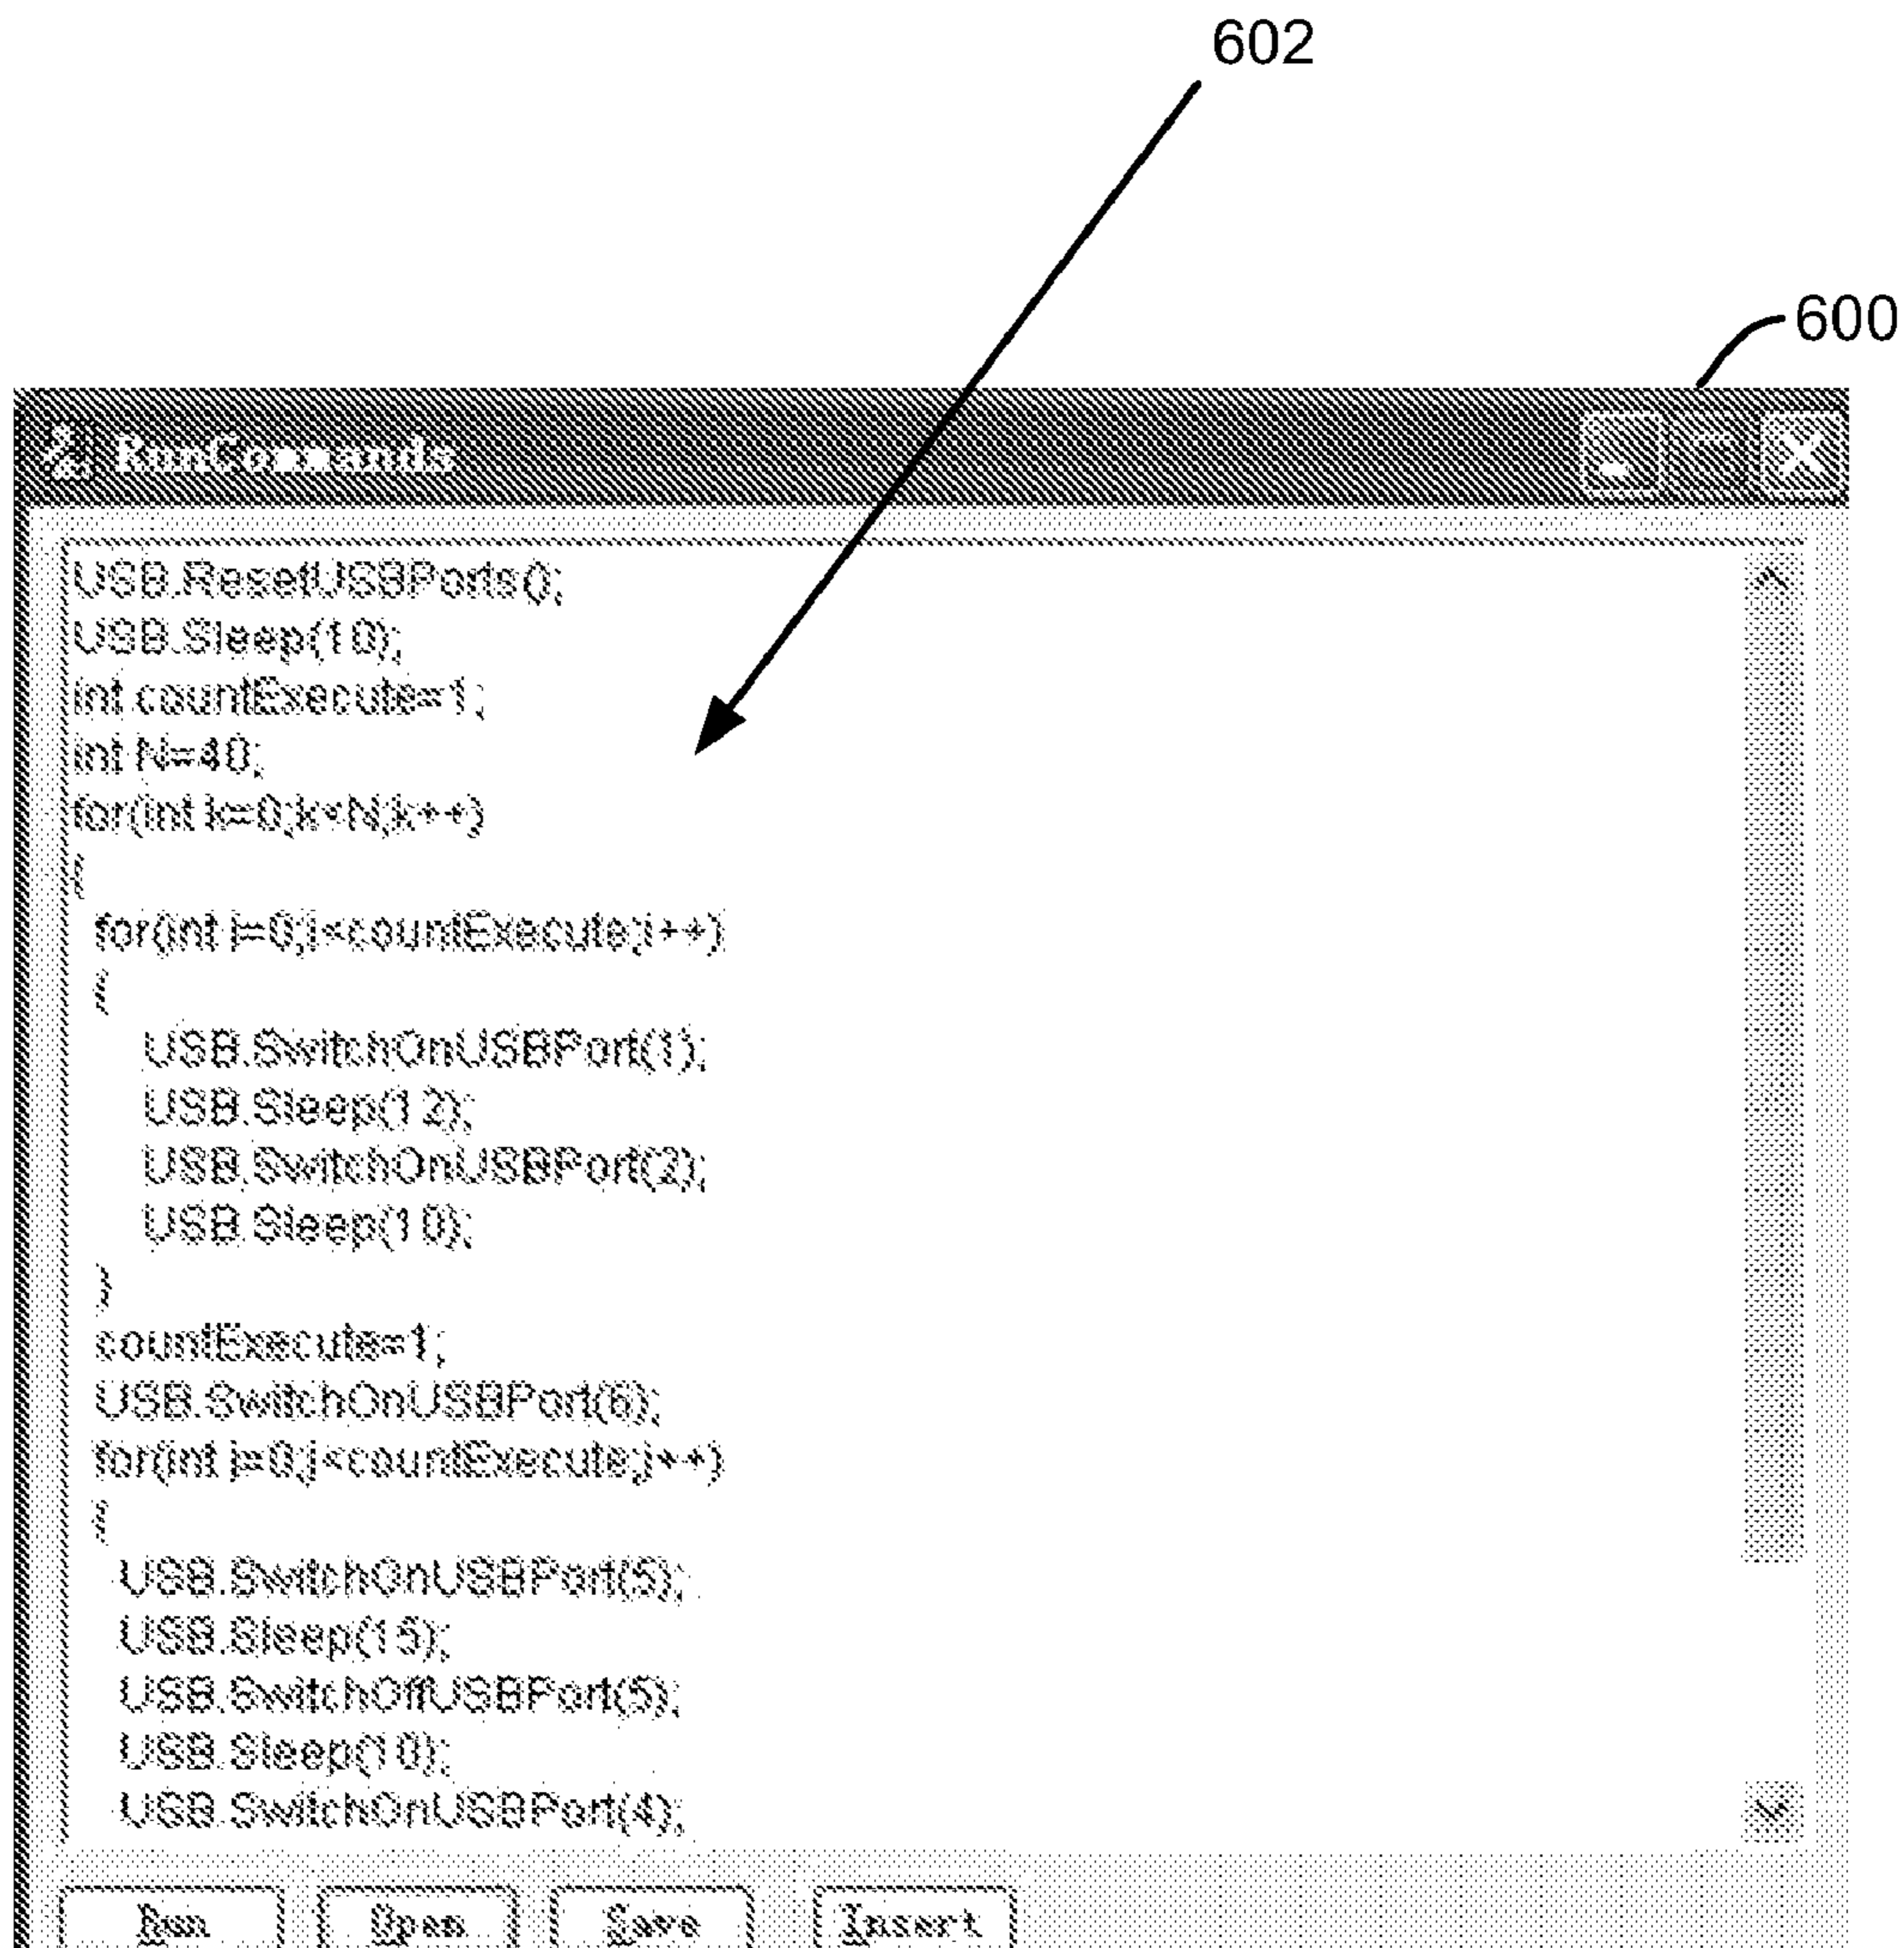 602
600
RunCommands
USB.ResetUSBPorts();
USB.Sleep(10);
int countExecute=1;
int N=40;
for(int k=0;k<N;k++)
{
for(int i=0;i<countExecute;i++)
{
USB.SwitchOnUSBPort(1);
USB.Sleep(12);
USB.SwitchOnUSBPort(2);
USB.Sleep(10);
}
countExecute=1;
USB.SwitchOnUSBPort(6);
for(int j=0;j<countExecute;j++)
{
USB.SwitchOnUSBPort(5);
USB.Sleep(15);
USB.SwitchOffUSBPort(5);
USB.Sleep(10);
USB.SwitchOnUSBPort(4);
Run Open Save Insert